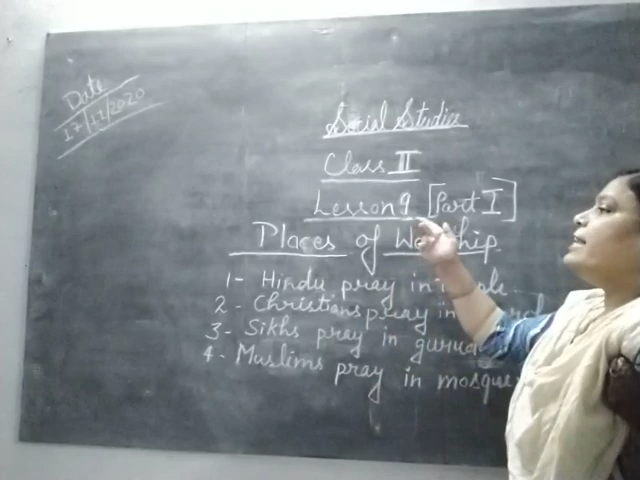 Date
17/12/2020
Social Studies
Class II
Lesson 9 [Part I]
Places of Worship
1- Hindu pray in
2- Christians pray in
3- Sikhs pray in
4- Muslims pray in mosque